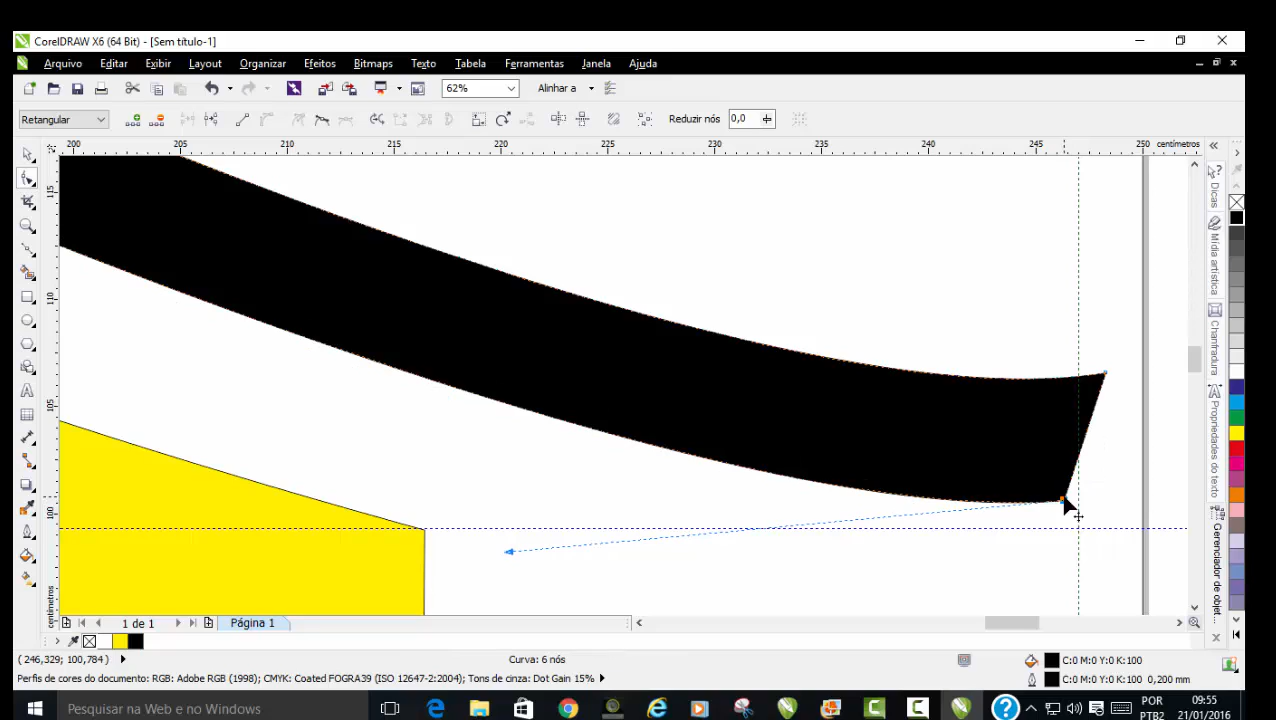 CorelDRAW X6 (64 Bit) - [Sem título-1]
Arquivo Editar Exibir Layout Organizar Efeitos Bitmaps Texto Tabela Ferramentas Janela Ajuda
62% Alinhar a
Retangular Reduzir nós 0,0
200 205 210 215 220 225 230 235 240 245 250 centímetros
115
110
105
100
centímetros
Dicas
Mídia artística
Chanfradura
Propriedades do texto
Gerenciador de objet...
1 de 1 Página 1
( 246,329; 100,784 ) Curva: 6 nós C:0 M:0 Y:0 K:100
Perfis de cores do documento: RGB: Adobe RGB (1998); CMYK: Coated FOGRA39 (ISO 12647-2:2004); Tons de cinza: Dot Gain 15% C:0 M:0 Y:0 K:100 0,200 mm
Pesquisar na Web e no Windows
POR
PTB2
09:55
21/01/2016